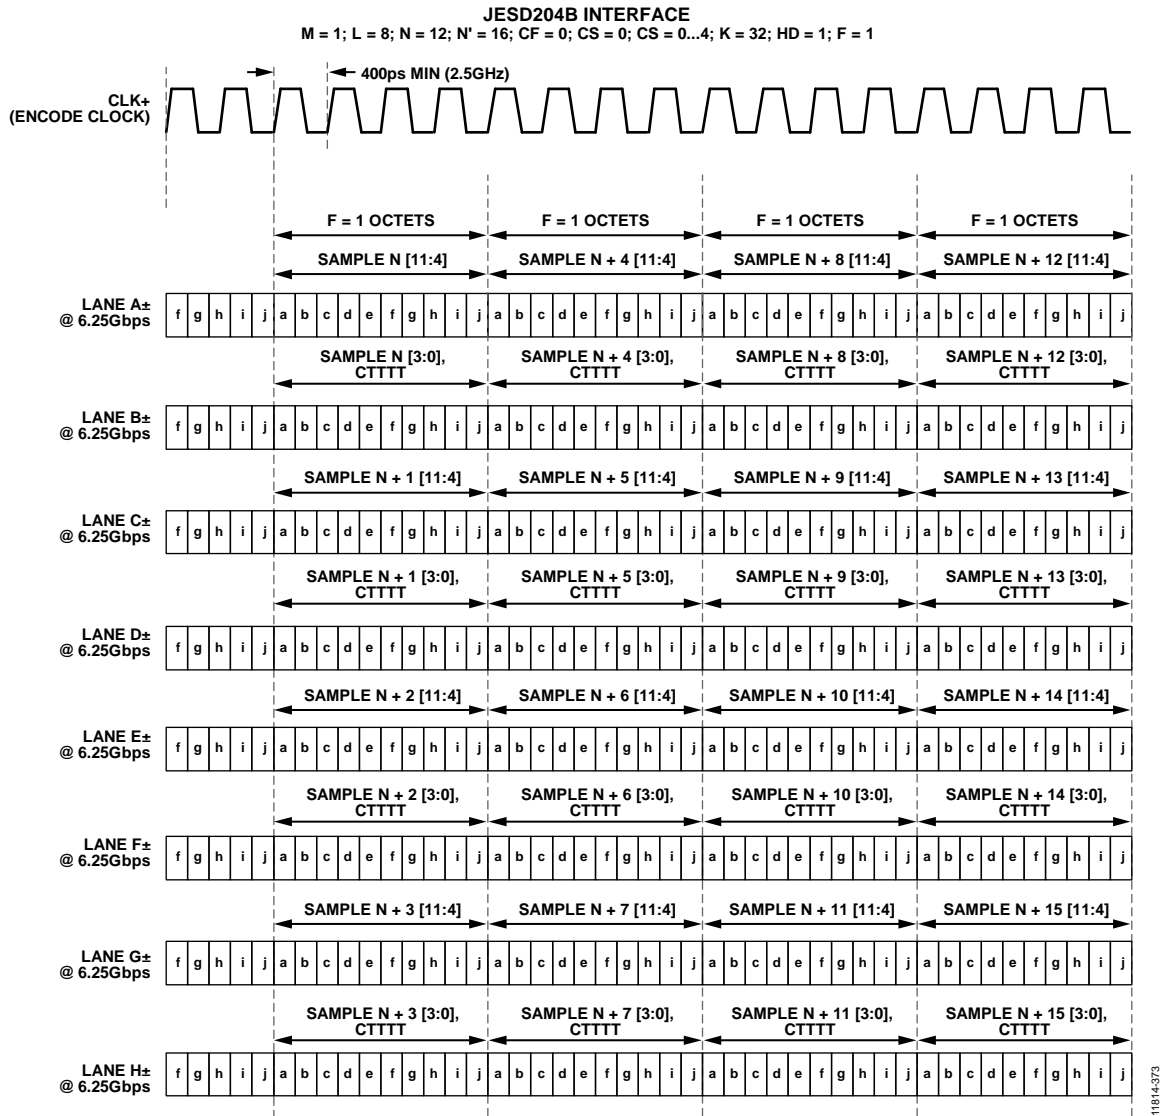 JESD204B INTERFACE
M = 1; L = 8; N = 12; N' = 16; CF = 0; CS = 0; CS = 0...4; K = 32; HD = 1; F = 1
400ps MIN (2.5GHz)
CLK+
(ENCODE CLOCK)
F = 1 OCTETS F = 1 OCTETS F = 1 OCTETS F = 1 OCTETS
SAMPLE N [11:4] SAMPLE N + 4 [11:4] SAMPLE N + 8 [11:4] SAMPLE N + 12 [11:4]
LANE A±
@ 6.25Gbps
f g h i j a b c d e f g h i j a b c d e f g h i j a b c d e f g h i j a b c d e f g h i j
SAMPLE N [3:0], SAMPLE N + 4 [3:0], SAMPLE N + 8 [3:0], SAMPLE N + 12 [3:0],
CTTTT CTTTT CTTTT CTTTT
LANE B±
@ 6.25Gbps
f g h i j a b c d e f g h i j a b c d e f g h i j a b c d e f g h i j a b c d e f g h i j
SAMPLE N + 1 [11:4] SAMPLE N + 5 [11:4] SAMPLE N + 9 [11:4] SAMPLE N + 13 [11:4]
LANE C±
@ 6.25Gbps
f g h i j a b c d e f g h i j a b c d e f g h i j a b c d e f g h i j a b c d e f g h i j
SAMPLE N + 1 [3:0], SAMPLE N + 5 [3:0], SAMPLE N + 9 [3:0], SAMPLE N + 13 [3:0],
CTTTT CTTTT CTTTT CTTTT
LANE D±
@ 6.25Gbps
f g h i j a b c d e f g h i j a b c d e f g h i j a b c d e f g h i j a b c d e f g h i j
SAMPLE N + 2 [11:4] SAMPLE N + 6 [11:4] SAMPLE N + 10 [11:4] SAMPLE N + 14 [11:4]
LANE E±
@ 6.25Gbps
f g h i j a b c d e f g h i j a b c d e f g h i j a b c d e f g h i j a b c d e f g h i j
SAMPLE N + 2 [3:0], SAMPLE N + 6 [3:0], SAMPLE N + 10 [3:0], SAMPLE N + 14 [3:0],
CTTTT CTTTT CTTTT CTTTT
LANE F±
@ 6.25Gbps
f g h i j a b c d e f g h i j a b c d e f g h i j a b c d e f g h i j a b c d e f g h i j
SAMPLE N + 3 [11:4] SAMPLE N + 7 [11:4] SAMPLE N + 11 [11:4] SAMPLE N + 15 [11:4]
LANE G±
@ 6.25Gbps
f g h i j a b c d e f g h i j a b c d e f g h i j a b c d e f g h i j a b c d e f g h i j
SAMPLE N + 3 [3:0], SAMPLE N + 7 [3:0], SAMPLE N + 11 [3:0], SAMPLE N + 15 [3:0],
CTTTT CTTTT CTTTT CTTTT
LANE H±
@ 6.25Gbps
f g h i j a b c d e f g h i j a b c d e f g h i j a b c d e f g h i j a b c d e f g h i j
11814-373